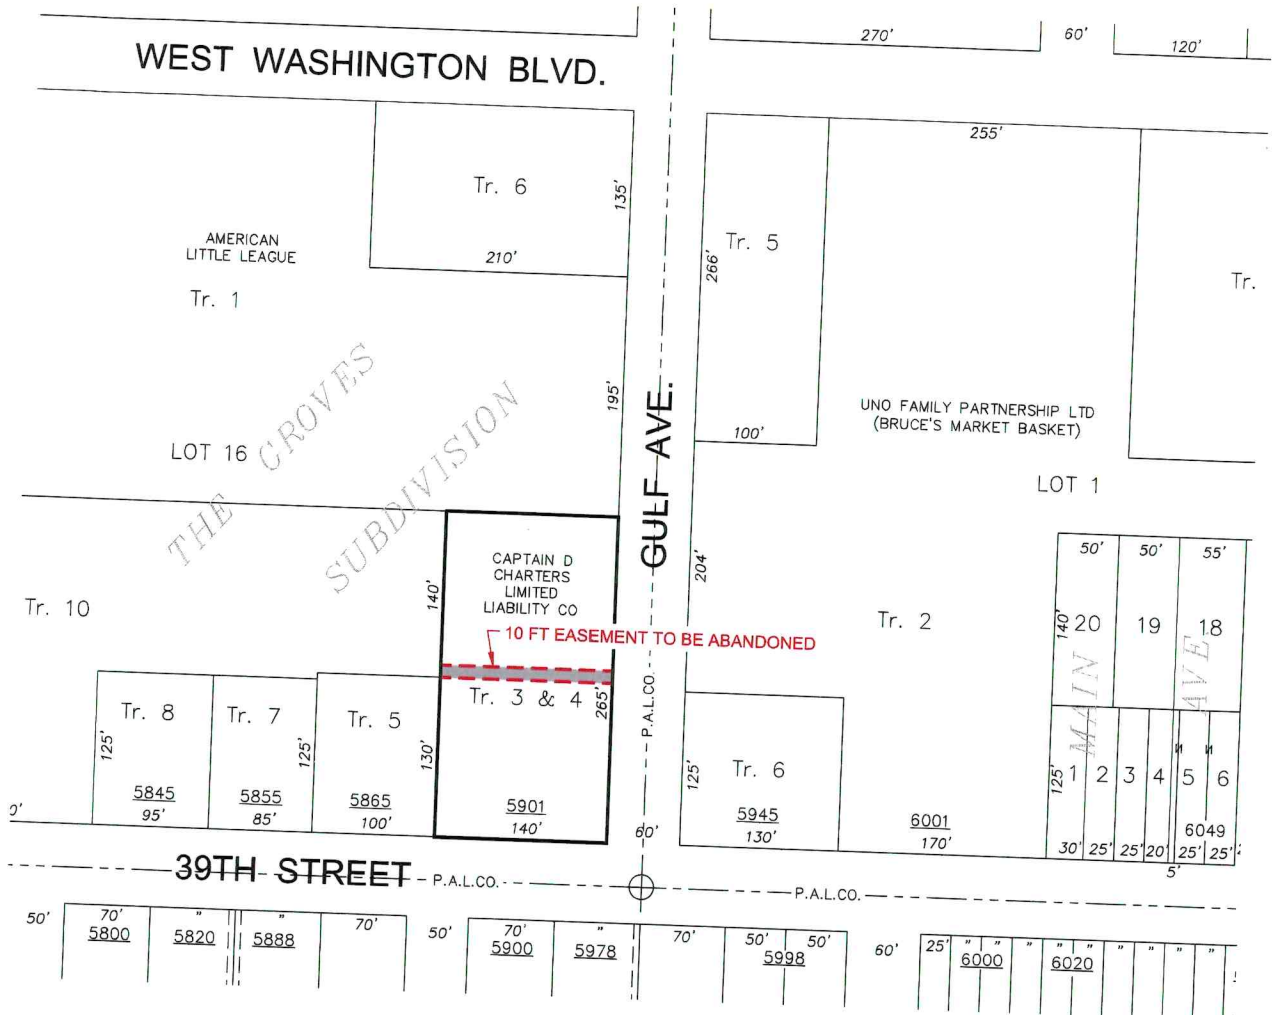 270'
60'
120'
WEST WASHINGTON BLVD.
255'
Tr. 6
135'
210'
AMERICAN
LITTLE LEAGUE
Tr. 1
Tr. 5
266'
Tr.
THE GROVES
SUBDIVISION
195'
GULF AVE.
100'
UNO FAMILY PARTNERSHIP LTD
(BRUCE'S MARKET BASKET)
LOT 16
LOT 1
CAPTAIN D
CHARTERS
LIMITED
LIABILITY CO
140'
204'
50'
50'
55'
Tr. 10
Tr. 2
140'
20
19
18
10 FT EASEMENT TO BE ABANDONED
MAIN AVE
Tr. 3 & 4
265'
P.A.L.CO.
Tr. 8
Tr. 7
Tr. 5
125'
125'
130'
Tr. 6
125'
125'
1
2
3
4
5
6
5845
95'
5855
85'
5865
100'
5901
140'
60'
5945
130'
6001
170'
6049
30'
25'
25'
20'
25'
25'
5'
0'
39TH STREET
P.A.L.CO.
P.A.L.CO.
50'
70'
5800
"
5820
"
5888
70'
50'
70'
5900
"
5978
70'
50'
50'
5998
60'
25'
"
"
6000
"
"
"
6020
"
"
"
"